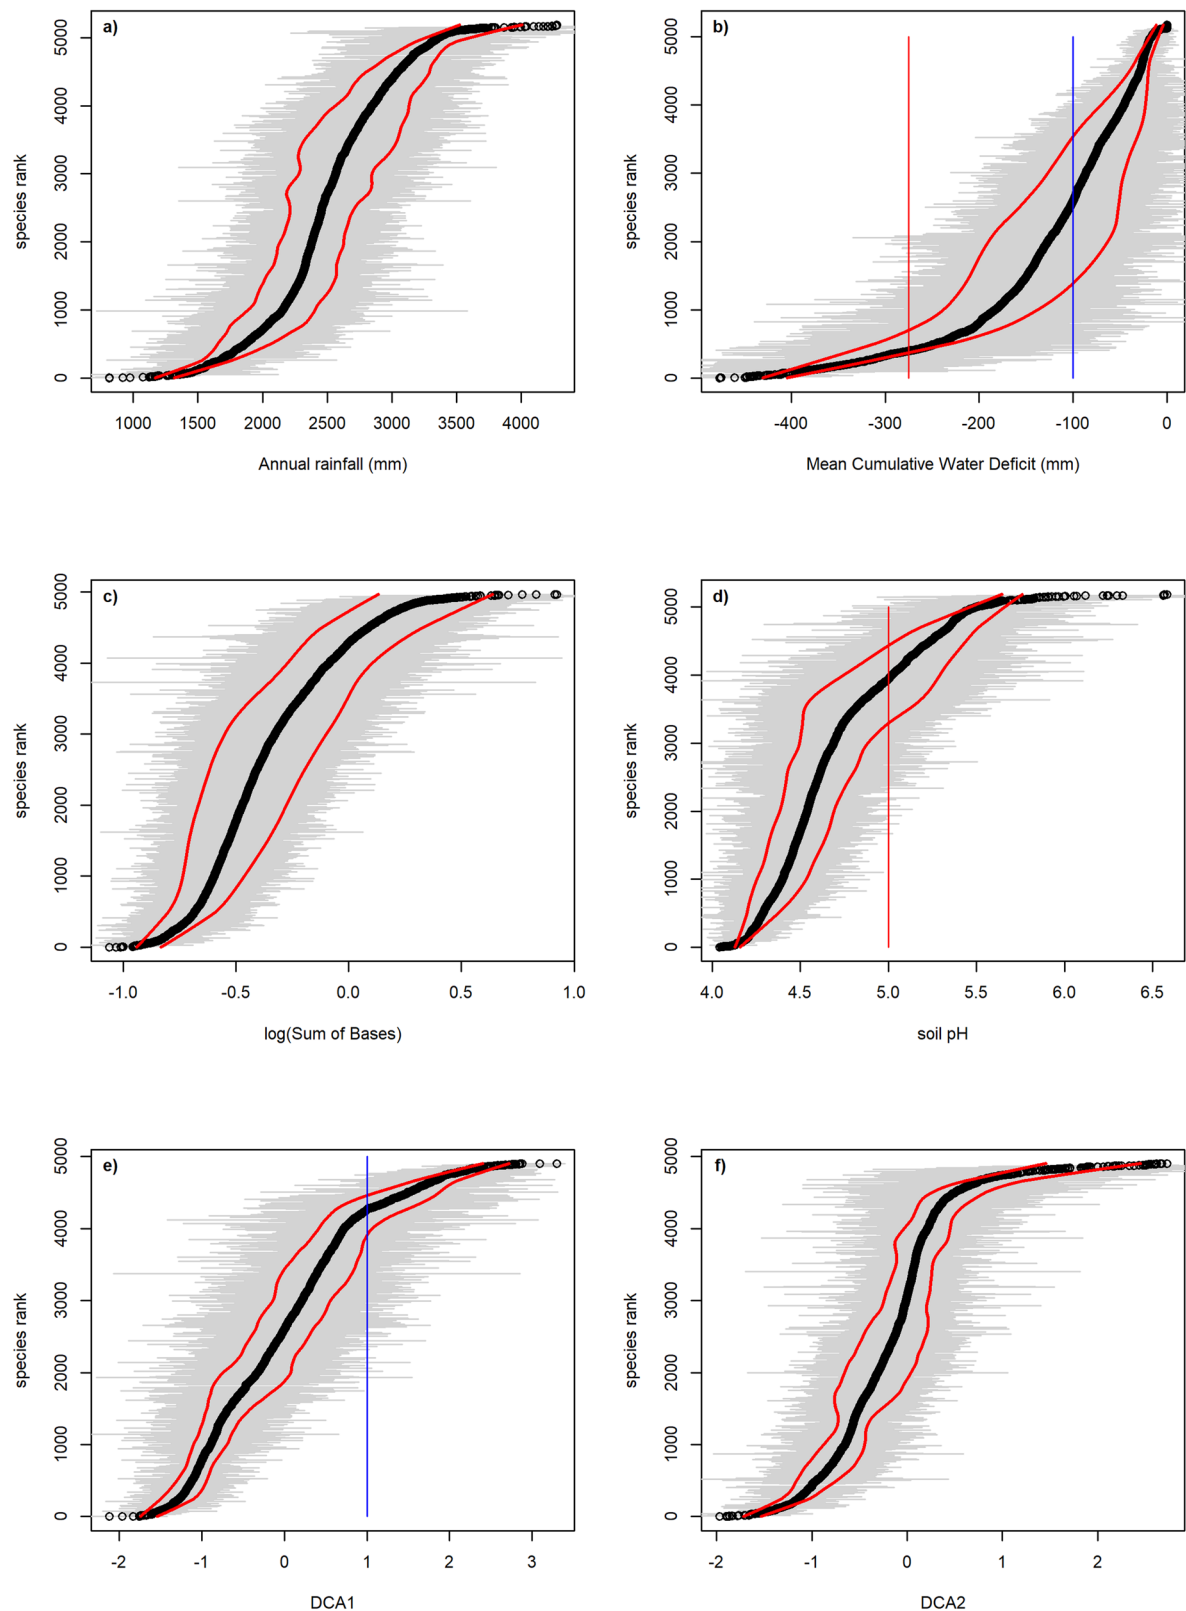 a)
5000
4000
3000
2000
1000
0
species rank
1000 1500 2000 2500 3000 3500 4000
Annual rainfall (mm)
b)
5000
4000
3000
2000
1000
0
species rank
-400 -300 -200 -100 0
Mean Cumulative Water Deficit (mm)
c)
5000
4000
3000
2000
1000
0
species rank
-1.0 -0.5 0.0 0.5 1.0
log(Sum of Bases)
d)
5000
4000
3000
2000
1000
0
species rank
4.0 4.5 5.0 5.5 6.0 6.5
soil pH
e)
5000
4000
3000
2000
1000
0
species rank
-2 -1 0 1 2 3
DCA1
f)
5000
4000
3000
2000
1000
0
species rank
-2 -1 0 1 2
DCA2